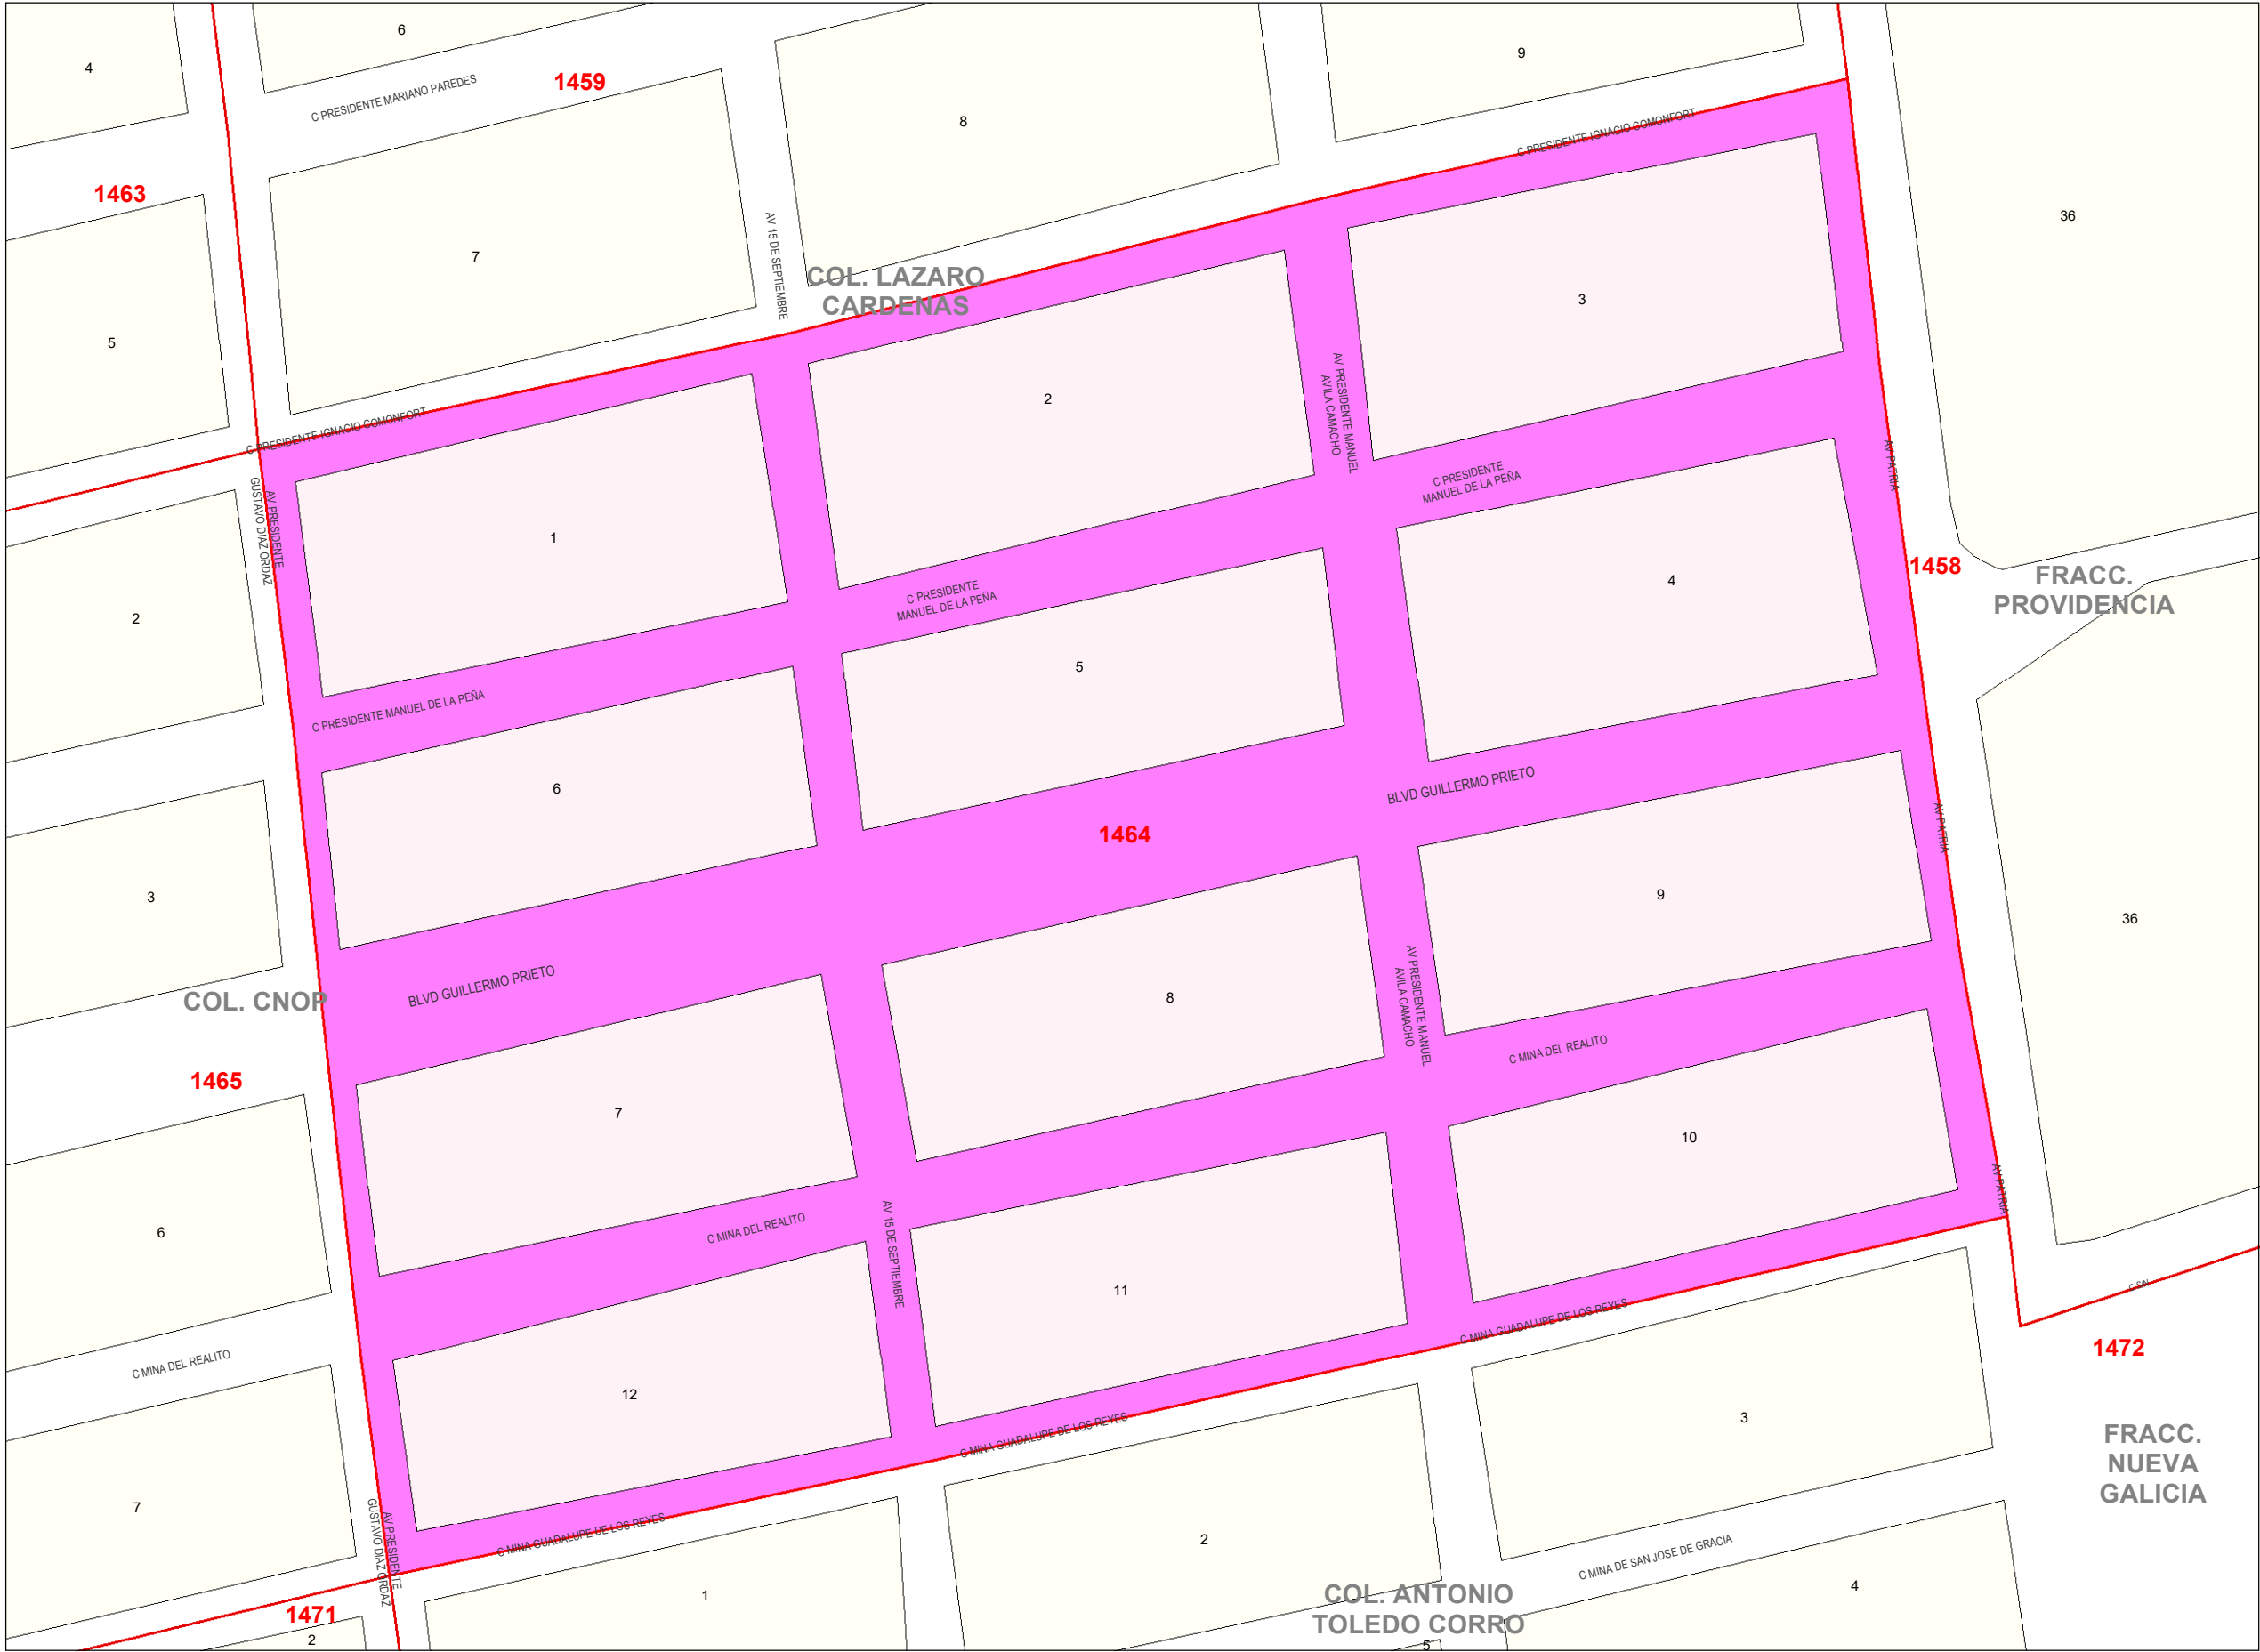 6
4
9
C PRESIDENTE MARIANO PAREDES
1459
8
C PRESIDENTE IGNACIO COMONFORT
1463
36
7
AV 15 DE SEPTIEMBRE
COL. LAZARO
CARDENAS
3
5
2
AV PRESIDENTE MANUEL
AVILA CAMACHO
C PRESIDENTE IGNACIO COMONFORT
C PRESIDENTE
MANUEL DE LA PEÑA
AV PATRIA
AV PRESIDENTE
GUSTAVO DIAZ ORDAZ
1
1458
FRACC.
PROVIDENCIA
4
C PRESIDENTE
MANUEL DE LA PEÑA
2
5
C PRESIDENTE MANUEL DE LA PEÑA
6
BLVD GUILLERMO PRIETO
1464
AV PATRIA
3
9
36
BLVD GUILLERMO PRIETO
COL. CNOP
8
AV PRESIDENTE MANUEL
AVILA CAMACHO
C MINA DEL REALITO
1465
7
10
AV PATRIA
6
C MINA DEL REALITO
AV 15 DE SEPTIEMBRE
11
C S/N
C MINA GUADALUPE DE LOS REYES
1472
C MINA DEL REALITO
12
3
C MINA GUADALUPE DE LOS REYES
FRACC.
NUEVA
GALICIA
7
AV PRESIDENTE
GUSTAVO DIAZ ORDAZ
C MINA GUADALUPE DE LOS REYES
2
C MINA DE SAN JOSE DE GRACIA
1
4
COL. ANTONIO
TOLEDO CORRO
1471
2
5